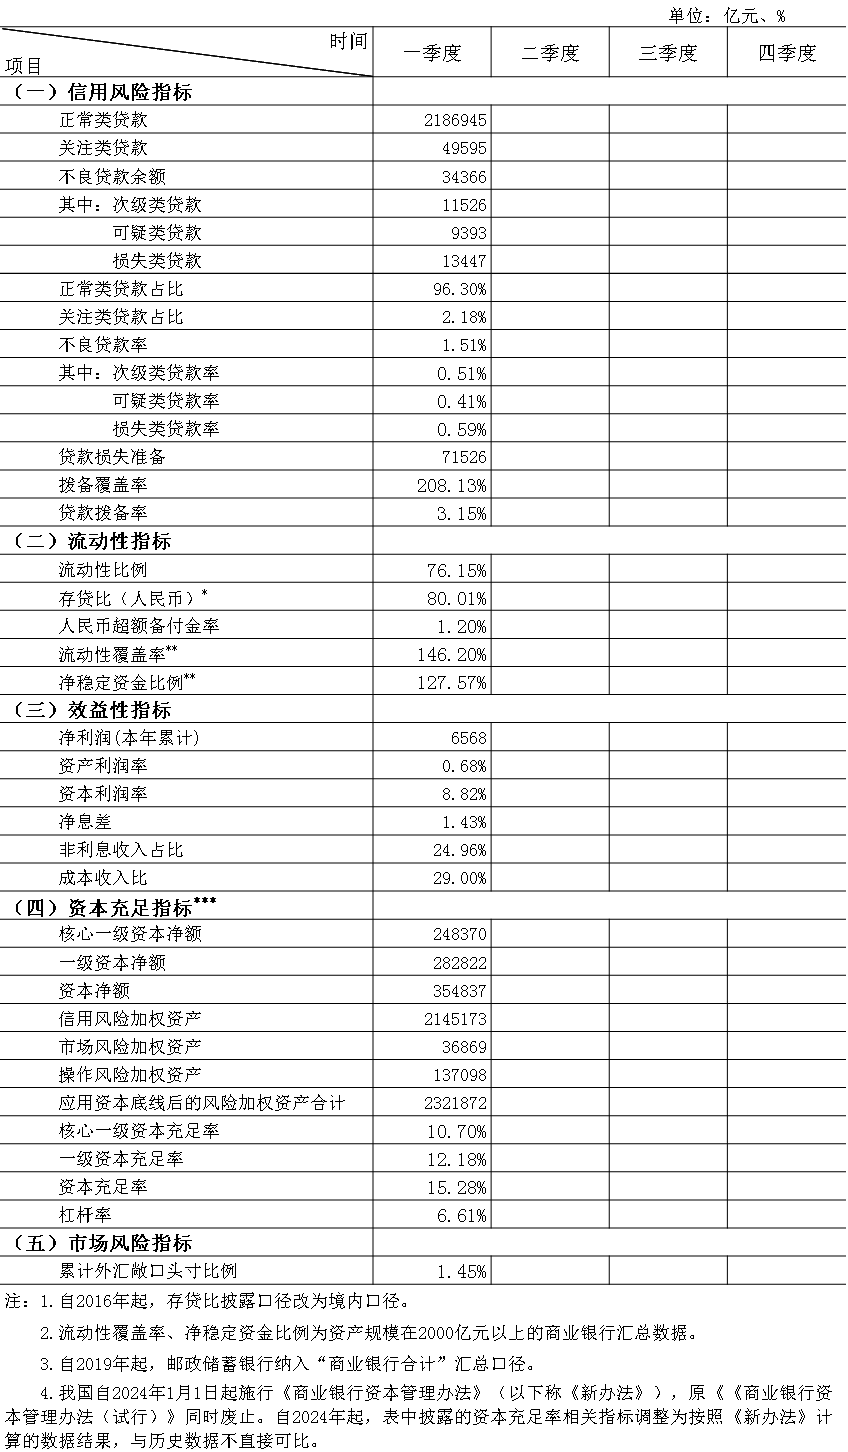 单位：亿元、%
时间
项目 一季度 二季度 三季度 四季度
（一）信用风险指标
正常类贷款 2186945
关注类贷款 49595
不良贷款余额 34366
其中：次级类贷款 11526
可疑类贷款 9393
损失类贷款 13447
正常类贷款占比 96.30%
关注类贷款占比 2.18%
不良贷款率 1.51%
其中：次级类贷款率 0.51%
可疑类贷款率 0.41%
损失类贷款率 0.59%
贷款损失准备 71526
拨备覆盖率 208.13%
贷款拨备率 3.15%
（二）流动性指标
流动性比例 76.15%
存贷比（人民币）* 80.01%
人民币超额备付金率 1.20%
流动性覆盖率** 146.20%
净稳定资金比例** 127.57%
（三）效益性指标
净利润(本年累计) 6568
资产利润率 0.68%
资本利润率 8.82%
净息差 1.43%
非利息收入占比 24.96%
成本收入比 29.00%
（四）资本充足指标***
核心一级资本净额 248370
一级资本净额 282822
资本净额 354837
信用风险加权资产 2145173
市场风险加权资产 36869
操作风险加权资产 137098
应用资本底线后的风险加权资产合计 2321872
核心一级资本充足率 10.70%
一级资本充足率 12.18%
资本充足率 15.28%
杠杆率 6.61%
（五）市场风险指标
累计外汇敞口头寸比例 1.45%
注：1.自2016年起，存贷比披露口径改为境内口径。
2.流动性覆盖率、净稳定资金比例为资产规模在2000亿元以上的商业银行汇总数据。
3.自2019年起，邮政储蓄银行纳入“商业银行合计”汇总口径。
4.我国自2024年1月1日起施行《商业银行资本管理办法》（以下称《新办法》），原《《商业银行资
本管理办法（试行）》同时废止。自2024年起，表中披露的资本充足率相关指标调整为按照《新办法》计
算的数据结果，与历史数据不直接可比。